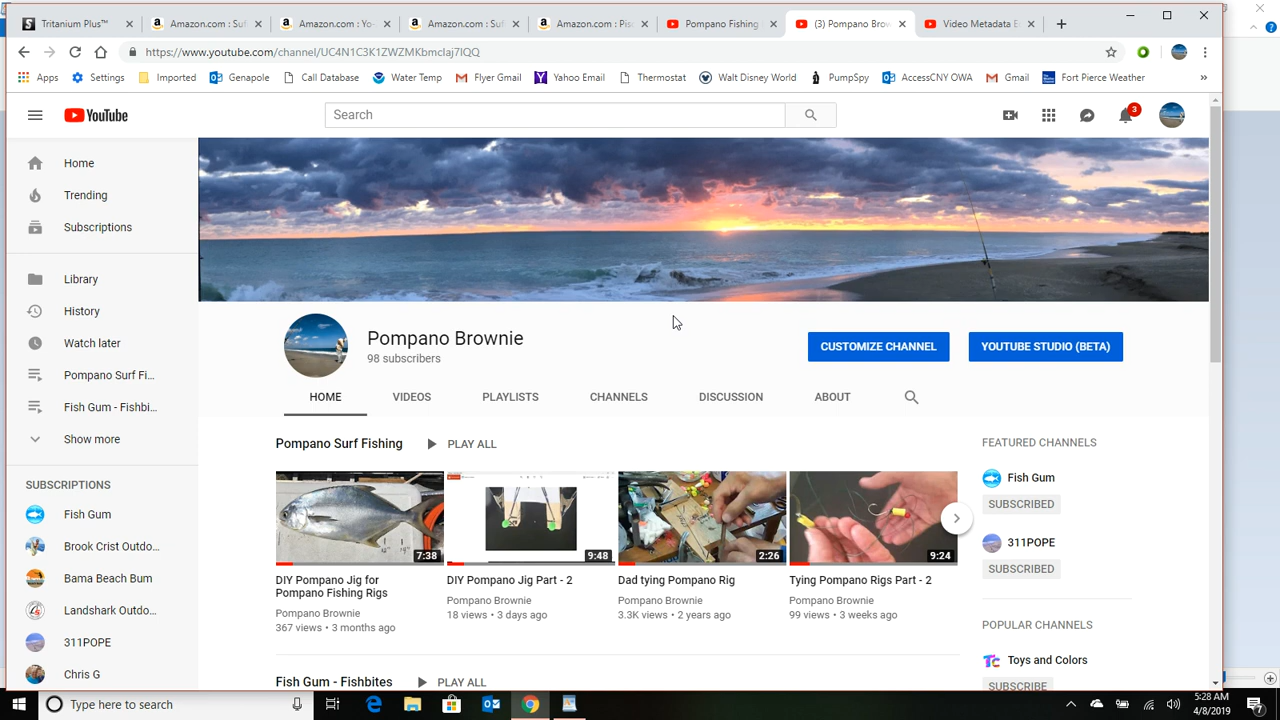 Tritanium Plus™
Amazon.com : Su
Amazon.com : Yo-
Amazon.com : Su
Amazon.com : Pis
Pompano Fishing
(3) Pompano Brow
Video Metadata E
https://www.youtube.com/channel/UC4N1C3K1ZWZMKbmcIaj7IQQ
Apps
Settings
Imported
Genapole
Call Database
Water Temp
Flyer Gmail
Yahoo Email
Thermostat
Walt Disney World
PumpSpy
AccessCNY OWA
Gmail
Fort Pierce Weather
»
YouTube
Search
3
Home
Trending
Subscriptions
Library
History
Watch later
Pompano Surf Fi...
Fish Gum - Fishbi...
Show more
SUBSCRIPTIONS
Fish Gum
Brook Crist Outdo...
Bama Beach Bum
Landshark Outdo...
311POPE
Chris G
Pompano Brownie
98 subscribers
CUSTOMIZE CHANNEL
YOUTUBE STUDIO (BETA)
HOME
VIDEOS
PLAYLISTS
CHANNELS
DISCUSSION
ABOUT
Pompano Surf Fishing
PLAY ALL
7:38
9:48
2:26
9:24
DIY Pompano Jig for
Pompano Fishing Rigs
Pompano Brownie
367 views • 3 months ago
DIY Pompano Jig Part - 2
Pompano Brownie
18 views • 3 days ago
Dad tying Pompano Rig
Pompano Brownie
3.3K views • 2 years ago
Tying Pompano Rigs Part - 2
Pompano Brownie
99 views • 3 weeks ago
Fish Gum - Fishbites
PLAY ALL
FEATURED CHANNELS
Fish Gum
SUBSCRIBED
311POPE
SUBSCRIBED
POPULAR CHANNELS
Toys and Colors
SUBSCRIBE
Type here to search
5:28 AM
4/8/2019
7